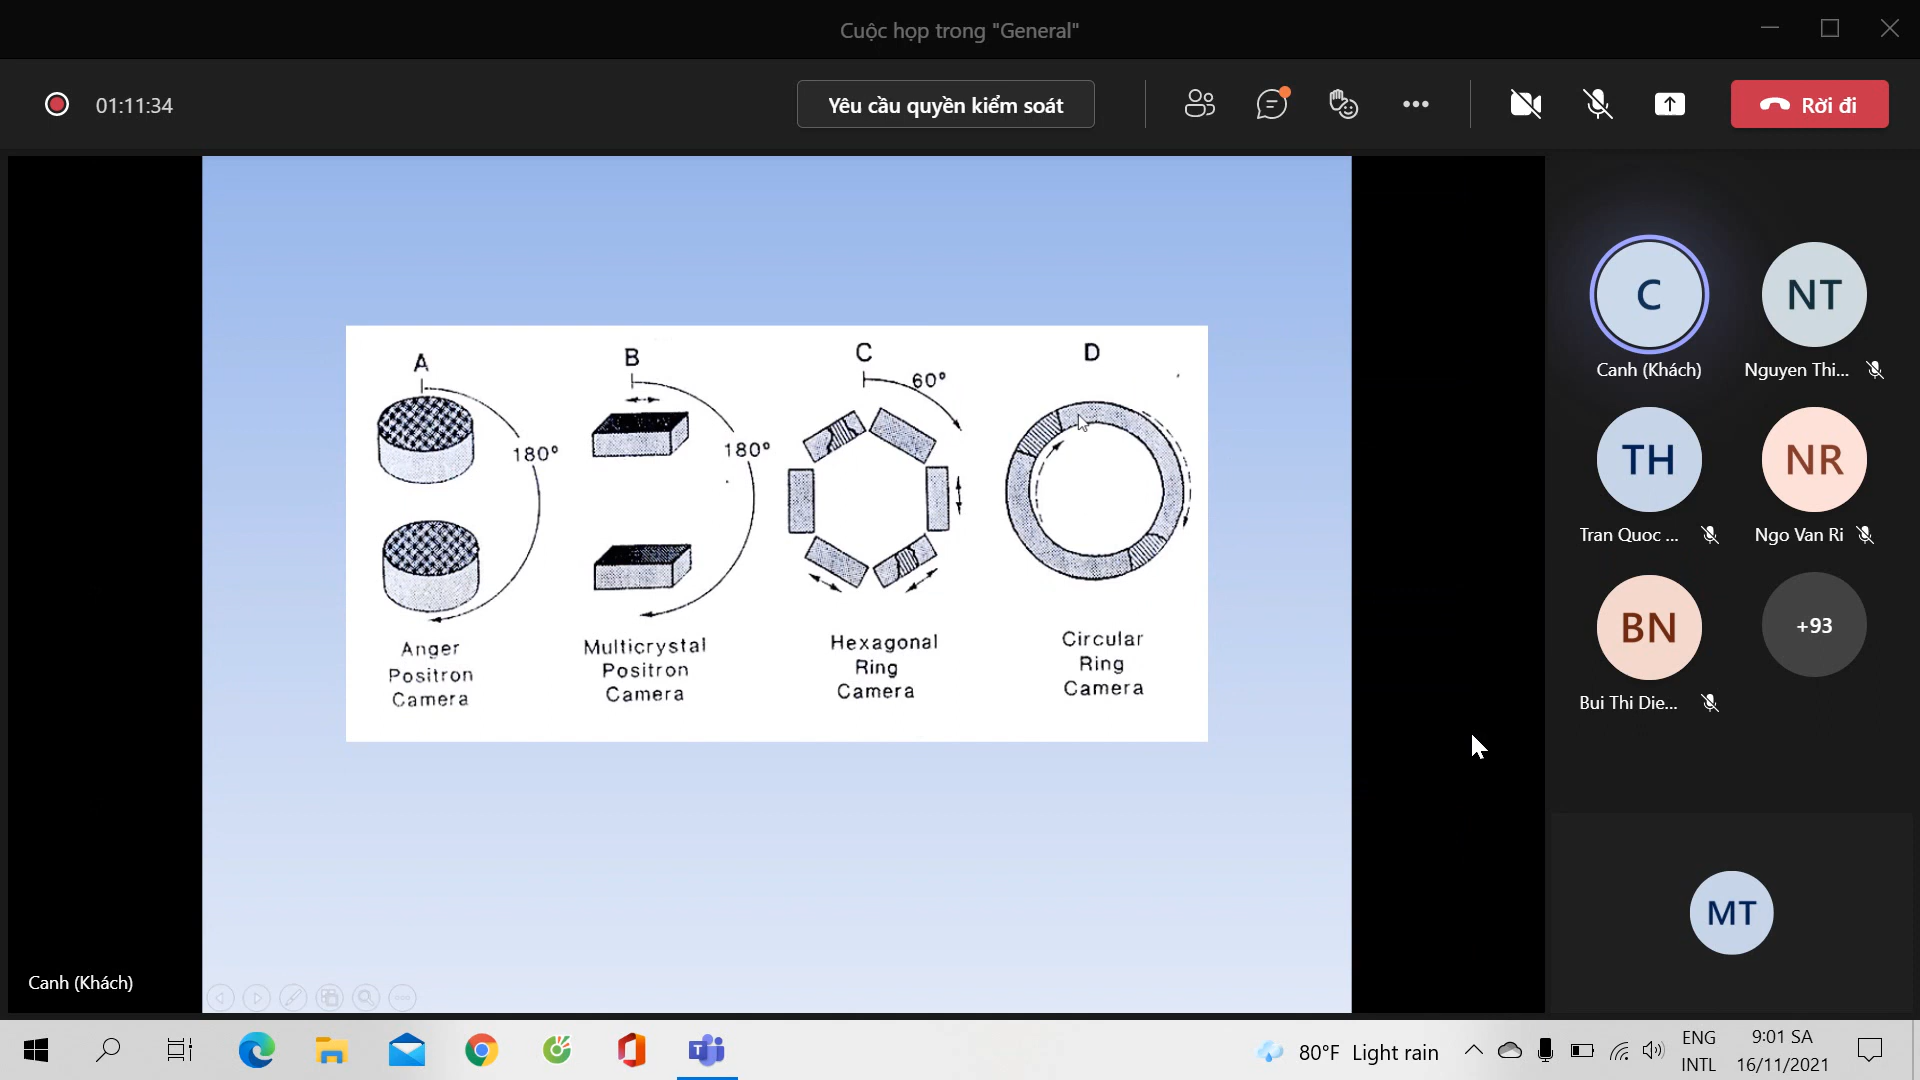 Cuộc họp trong "General"
01:11:34
Yêu cầu quyền kiểm soát
Rời đi
A
B
C
D
180°
180°
60°
Anger
Positron
Camera
Multicrystal
Positron
Camera
Hexagonal
Ring
Camera
Circular
Ring
Camera
C
NT
Canh (Khách)
Nguyen Thi...
TH
NR
Tran Quoc ...
Ngo Van Ri
BN
+93
Bui Thi Die...
MT
Canh (Khách)
80°F Light rain
ENG
INTL
9:01 SA
16/11/2021